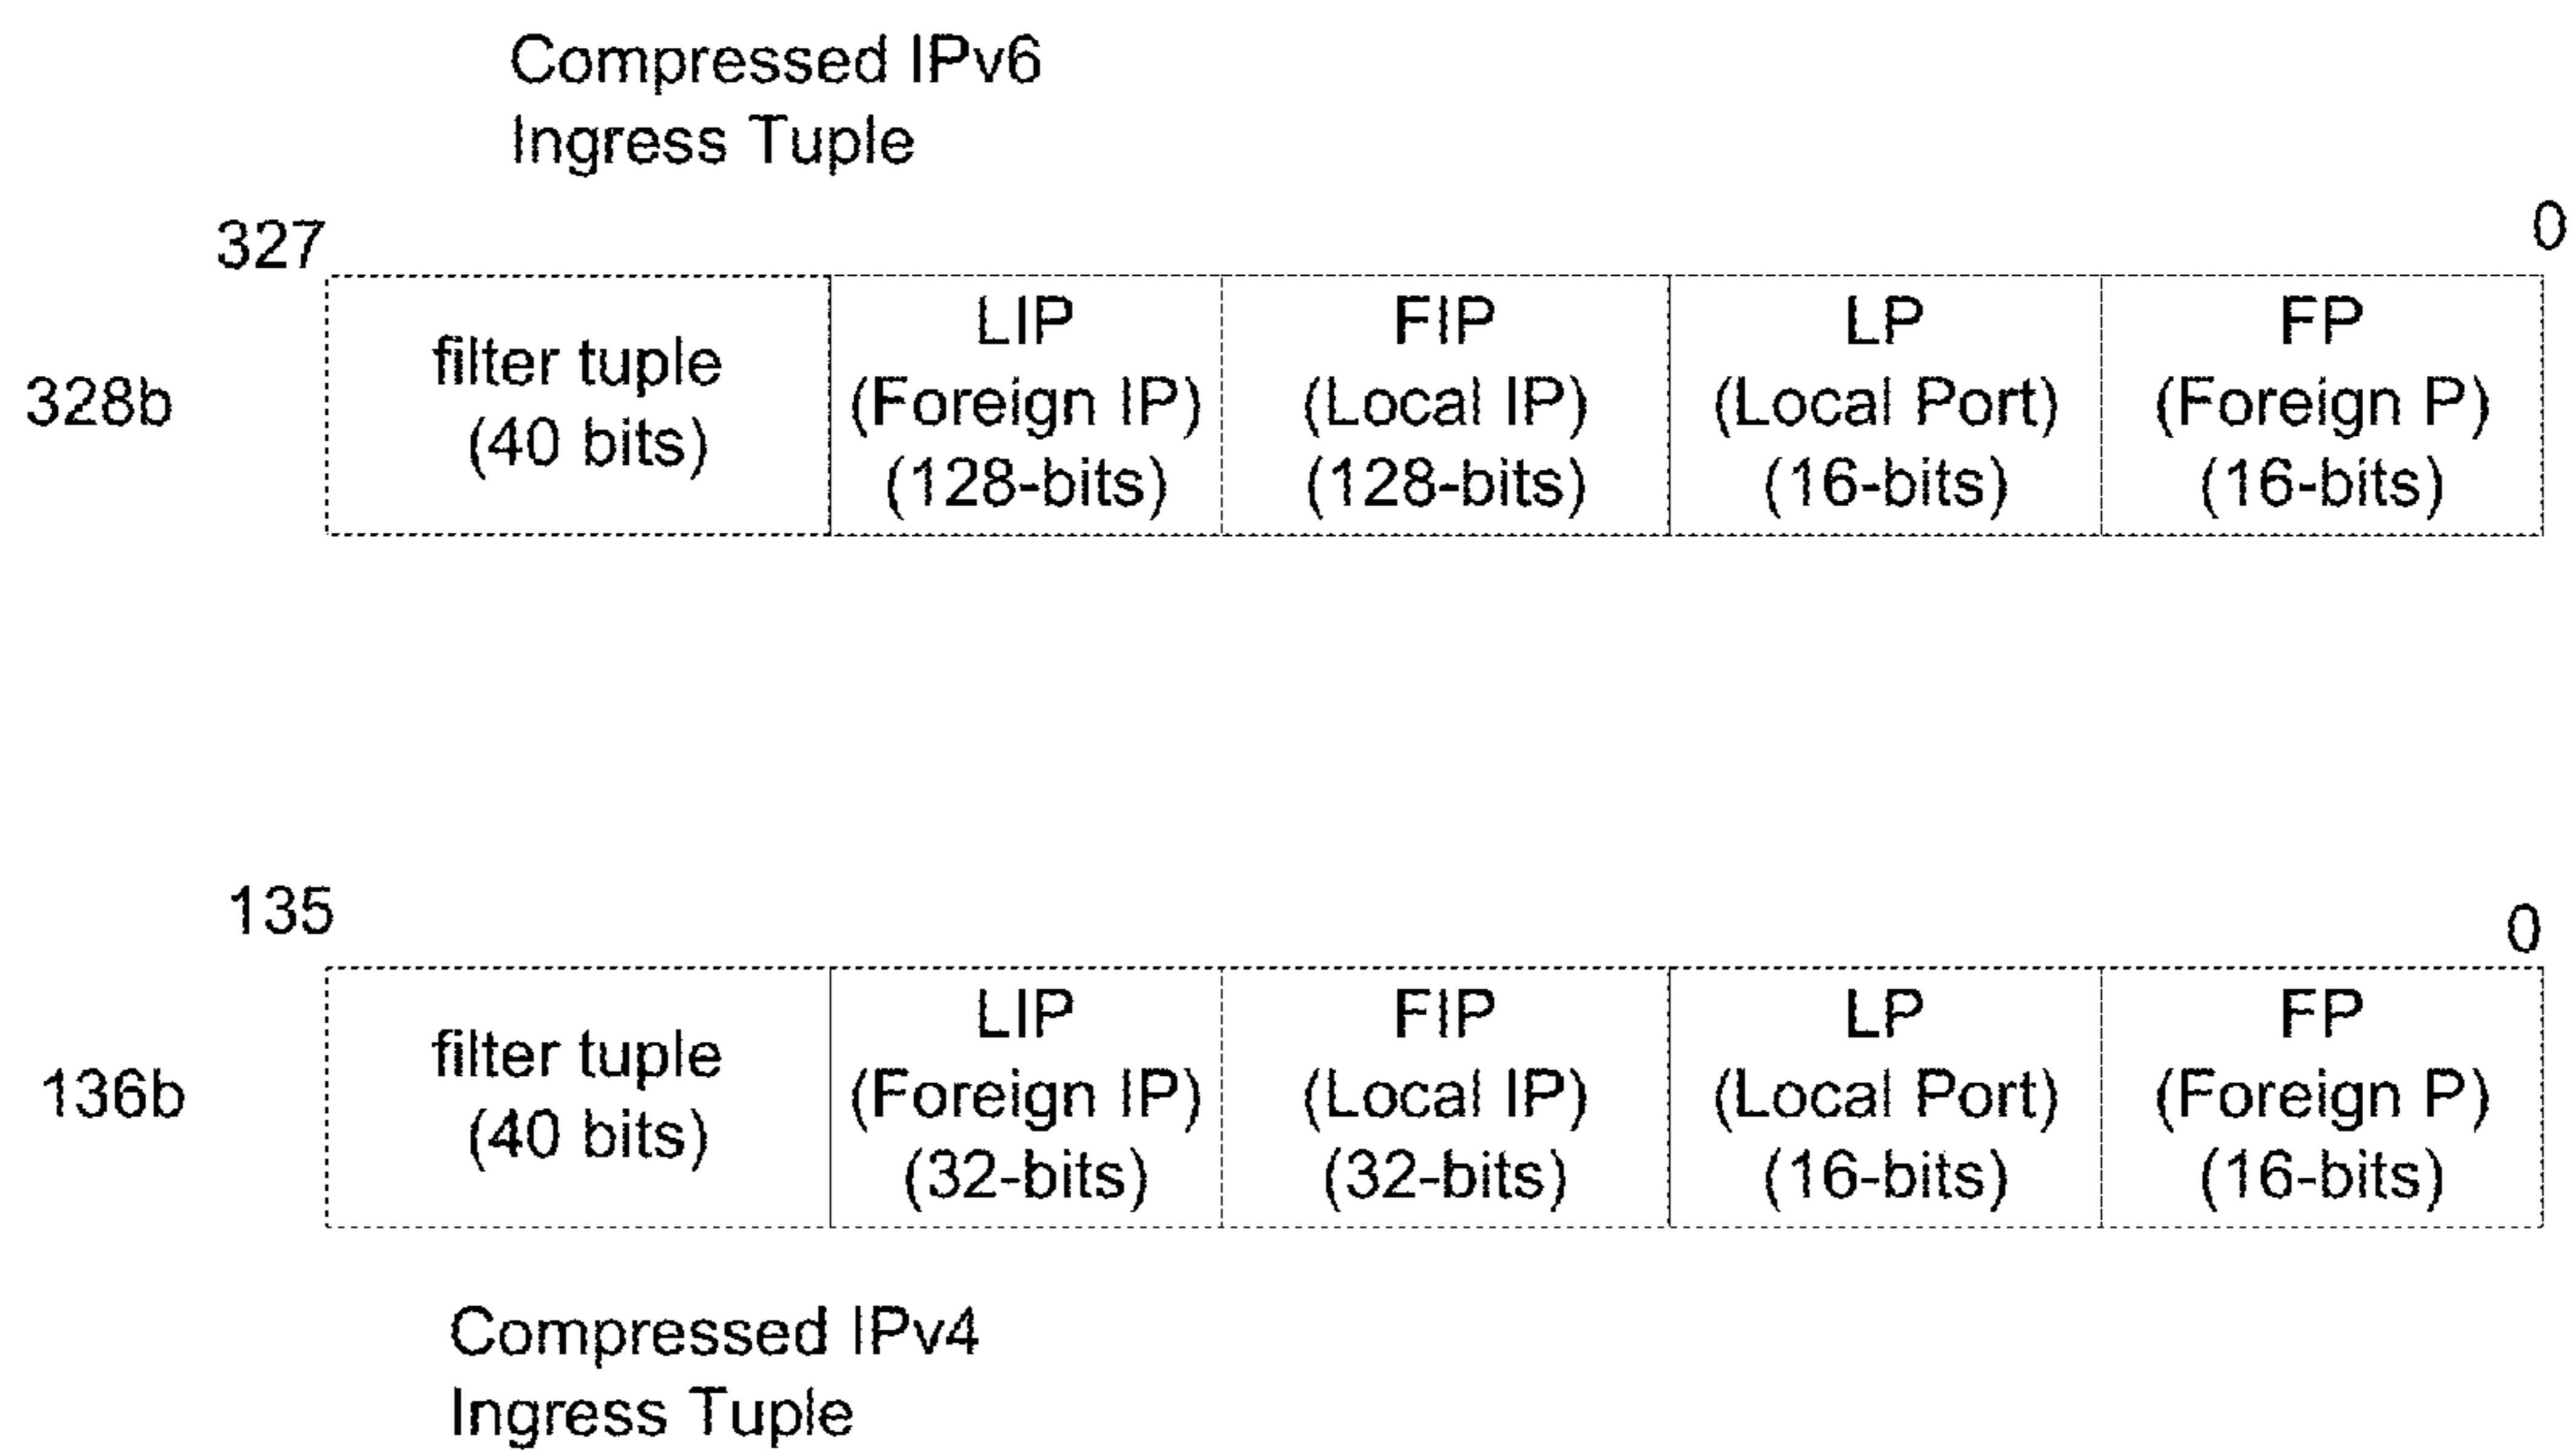 Compressed IPv6
Ingress Tuple
327
0
328b
filter tuple
(40 bits)
LIP
(Foreign IP)
(128-bits)
FIP
(Local IP)
(128-bits)
LP
(Local Port)
(16-bits)
FP
(Foreign P)
(16-bits)
135
0
136b
filter tuple
(40 bits)
LIP
(Foreign IP)
(32-bits)
FIP
(Local IP)
(32-bits)
LP
(Local Port)
(16-bits)
FP
(Foreign P)
(16-bits)
Compressed IPv4
Ingress Tuple